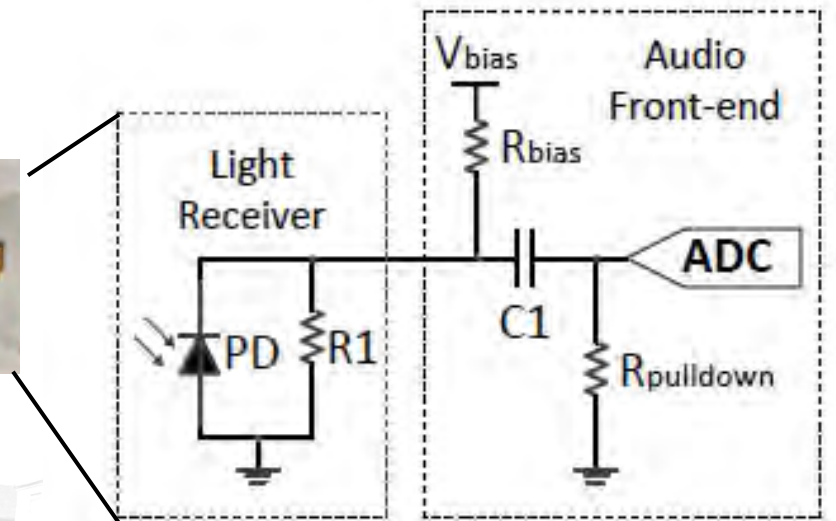 Vbias
Audio
Front-end
Rbias
Light
Receiver
ADC
C1
PD
R1
Rpulldown